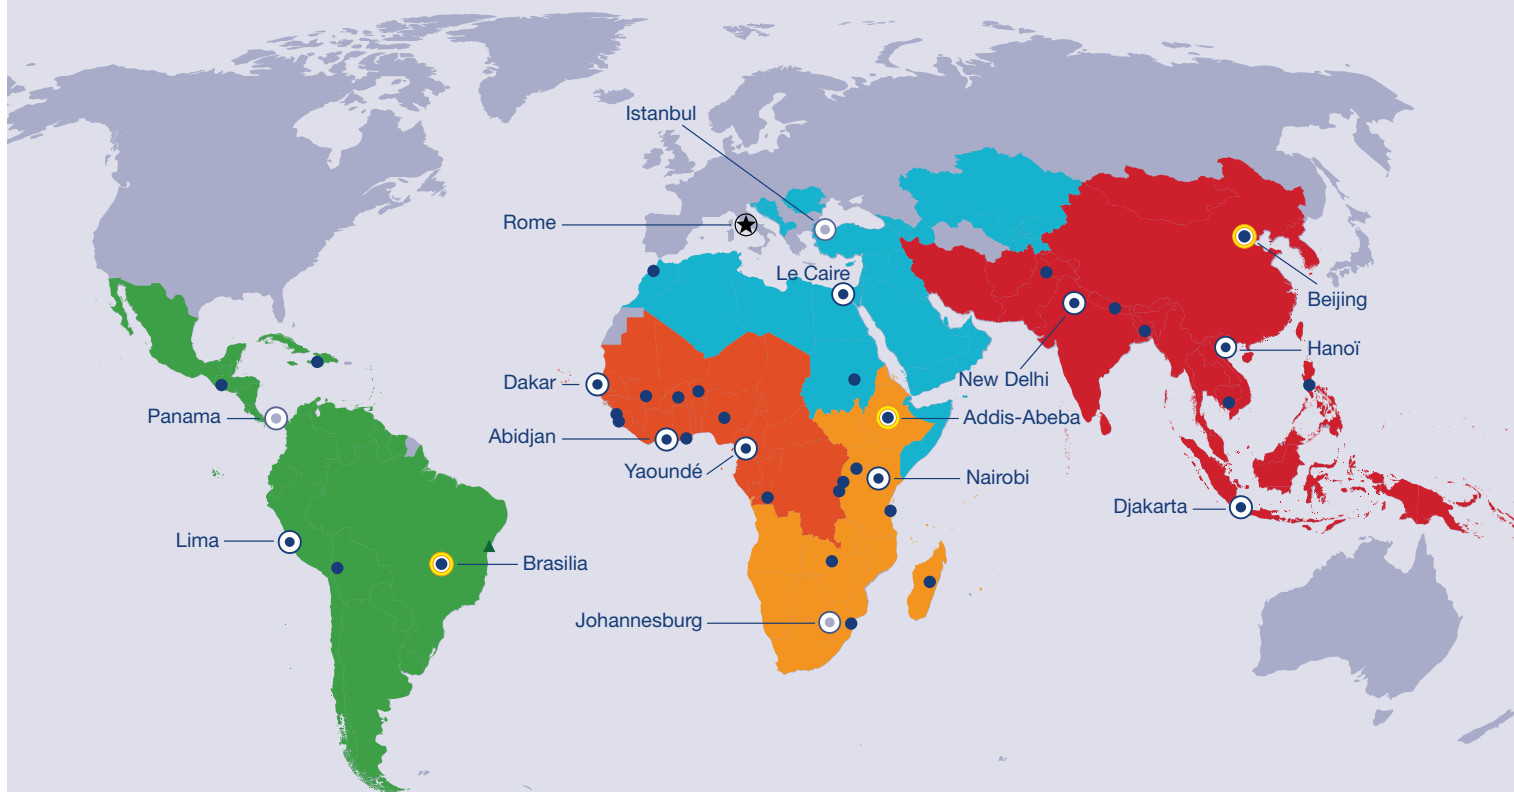 Istanbul
Rome
Le Caire
Beijing
Hanoï
New Delhi
Dakar
Panama
Addis-Abeba
Abidjan
Yaoundé
Nairobi
Djakarta
Lima
Brasilia
Johannesburg